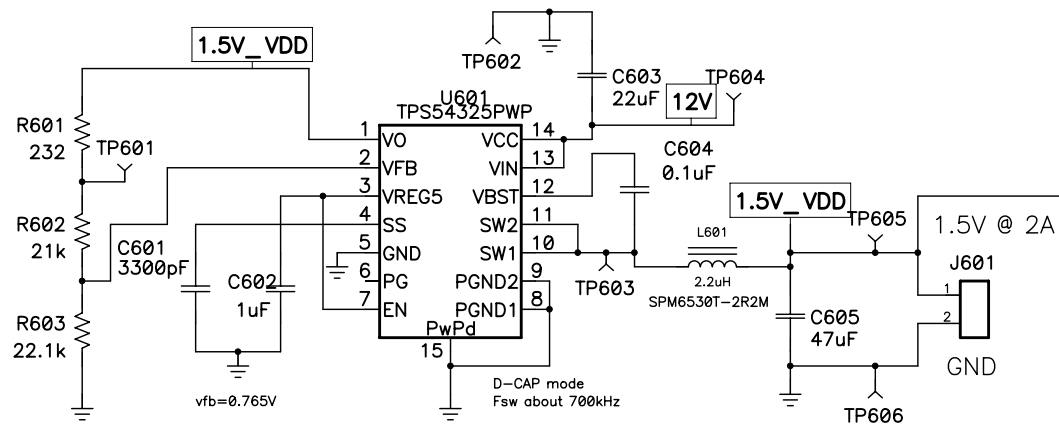 1.5V_VDD
TP602
C603
22uF
TP604
12V
U601
TPS54325PWP
R601
232
TP601
1
VO
VCC
14
2
VFB
VIN
13
C604
0.1uF
3
VREG5
VBST
12
4
SS
SW2
11
1.5V_VDD
TP605
1.5V @ 2A
R602
21k
C601
3300pF
5
GND
SW1
10
L601
2.2uH
SPM6530T-2R2M
TP603
J601
1
2
C602
1uF
6
PG
PGND2
9
7
EN
PGND1
8
R603
22.1k
PwPd
15
C605
47uF
GND
vfb=0.765V
D-CAP mode
Fsw about 700kHz
TP606